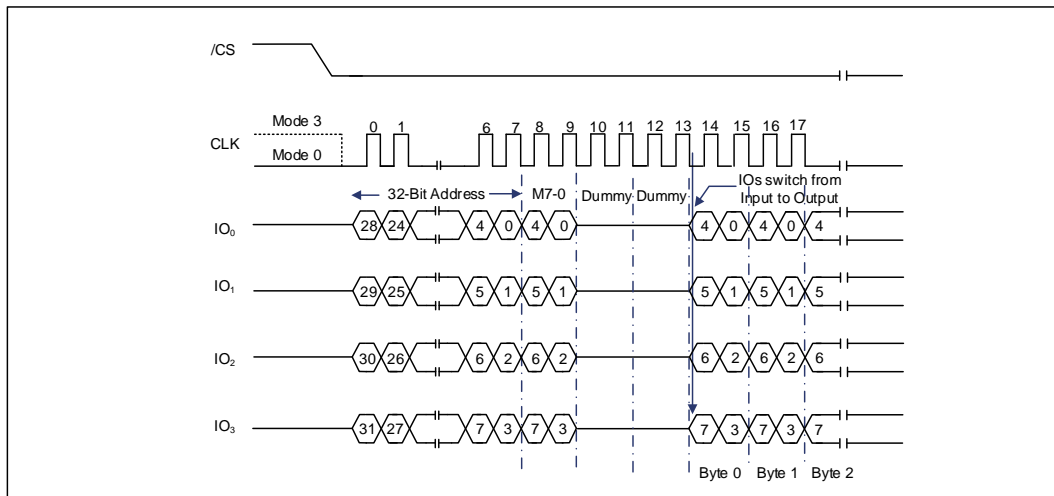 /CS
Mode 3
Mode 0
CLK
0 1 6 7 8 9 10 11 12 13 14 15 16 17
32-Bit Address M7-0 Dummy Dummy
IOs switch from
Input to Output
IO0 28 24 4 0 4 0 4 0 4 0 4
IO1 29 25 5 1 5 1 5 1 5 1 5
IO2 30 26 6 2 6 2 6 2 6 2 6
IO3 31 27 7 3 7 3 7 3 7 3 7
Byte 0 Byte 1 Byte 2